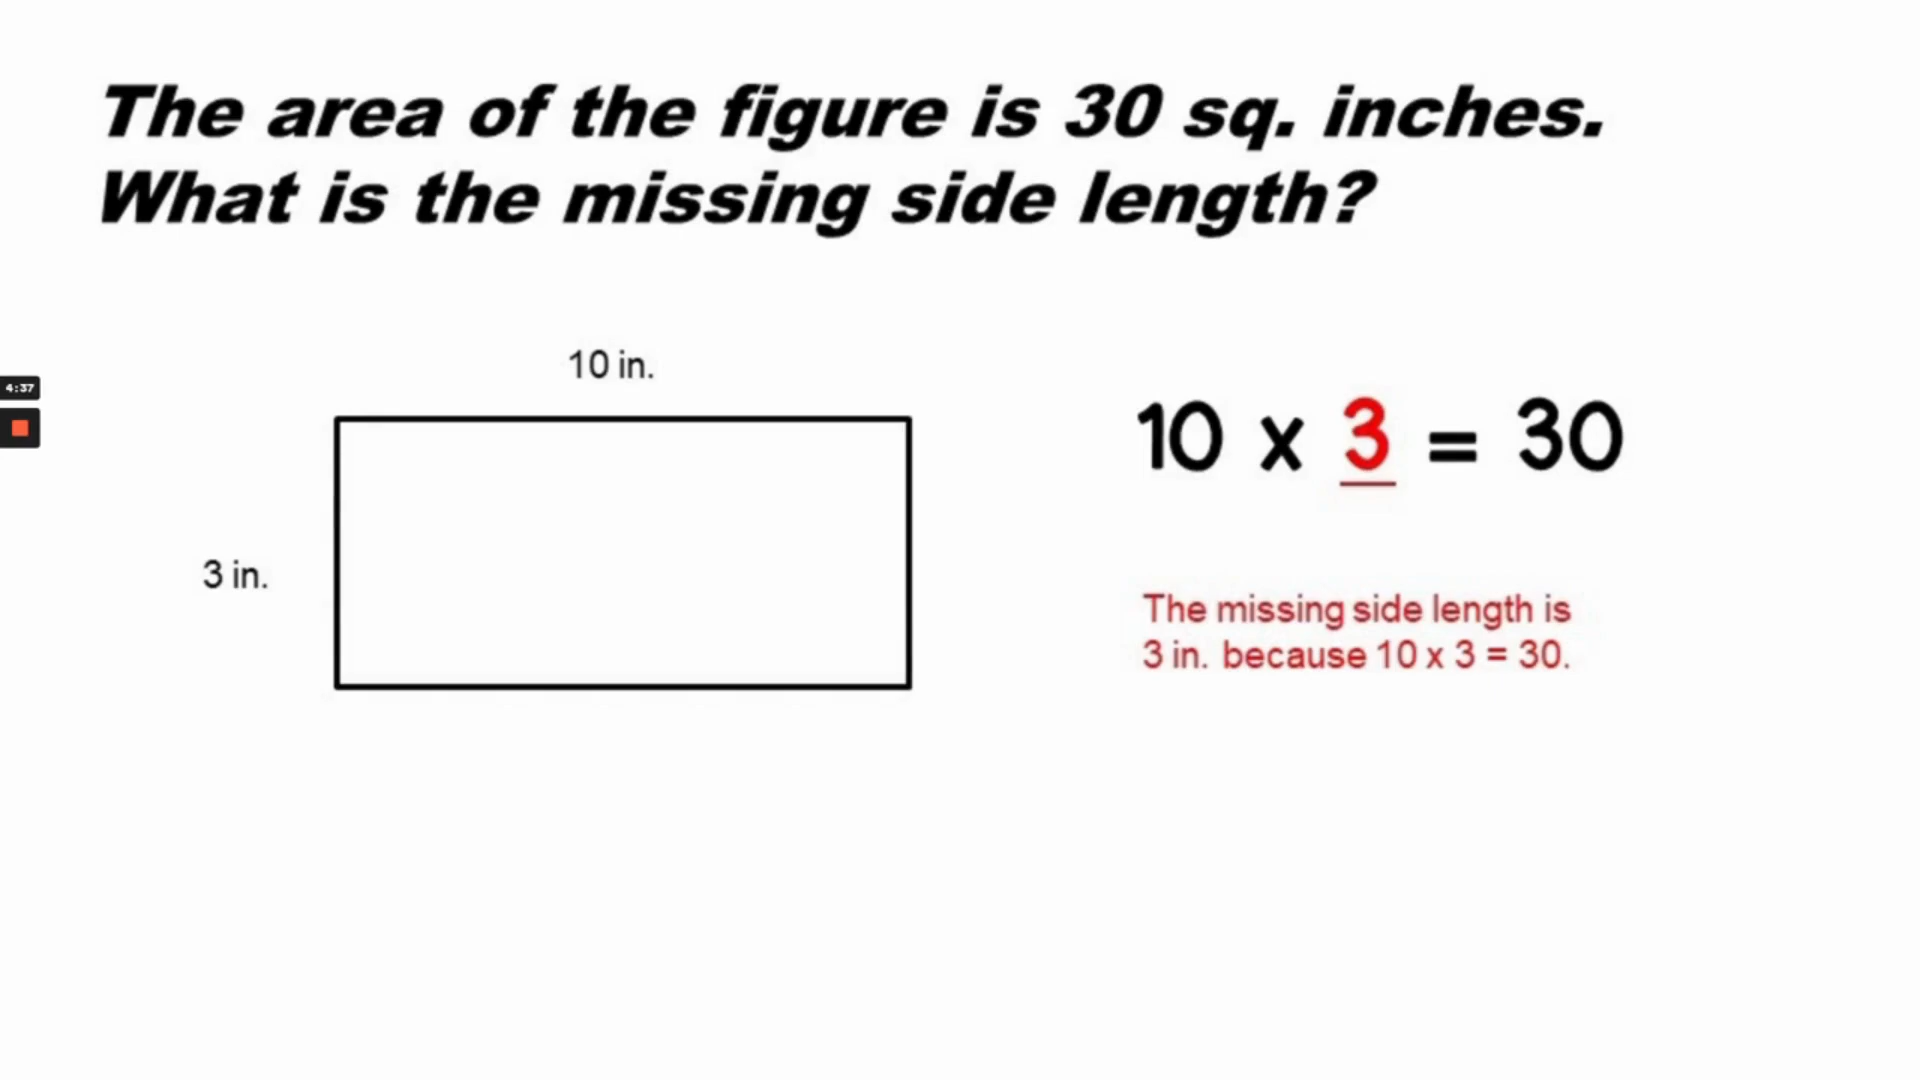 The area of the figure is 30 sq. inches.
What is the missing side length?
10 in.
4:37
10 x 3 = 30
3 in.
The missing side length is
3 in. because 10 x 3 = 30.